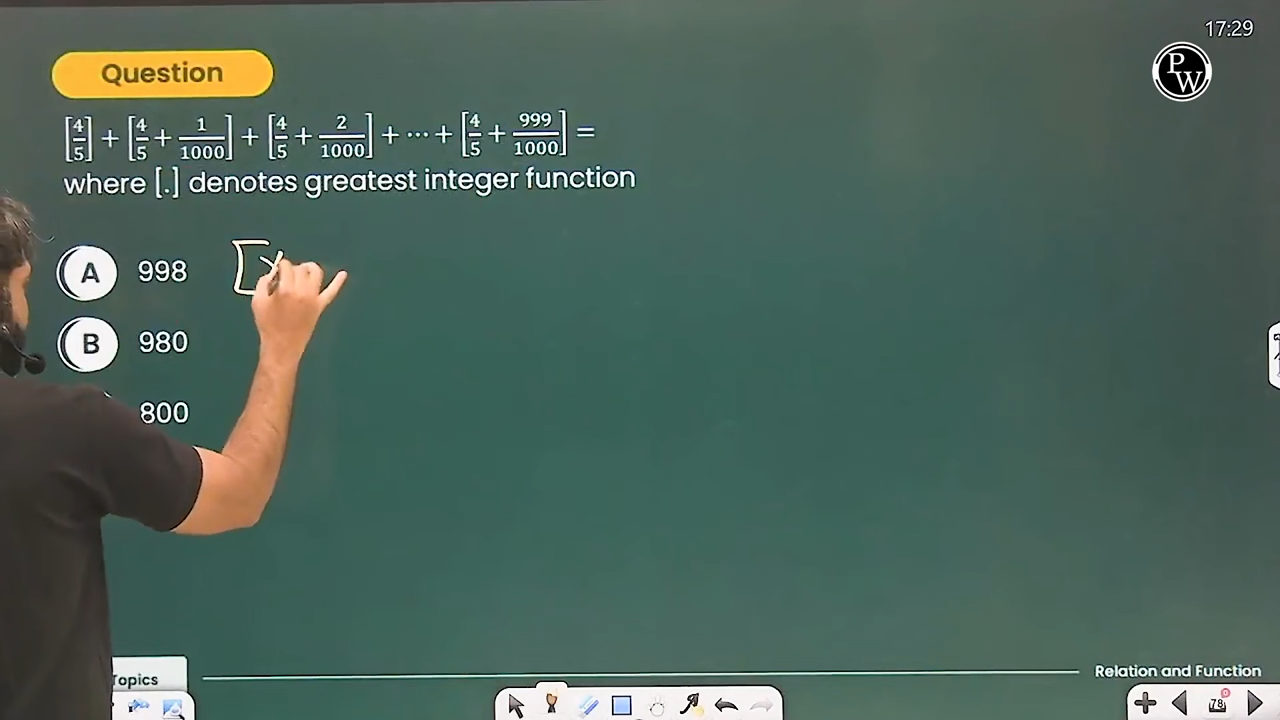 17:29
PW
Question
[4/5] + [4/5 + 1/1000] + [4/5 + 2/1000] + ⋯ + [4/5 + 999/1000] =
where [.] denotes greatest integer function
[x
A 998
B 980
800
Topics
Relation and Function
78